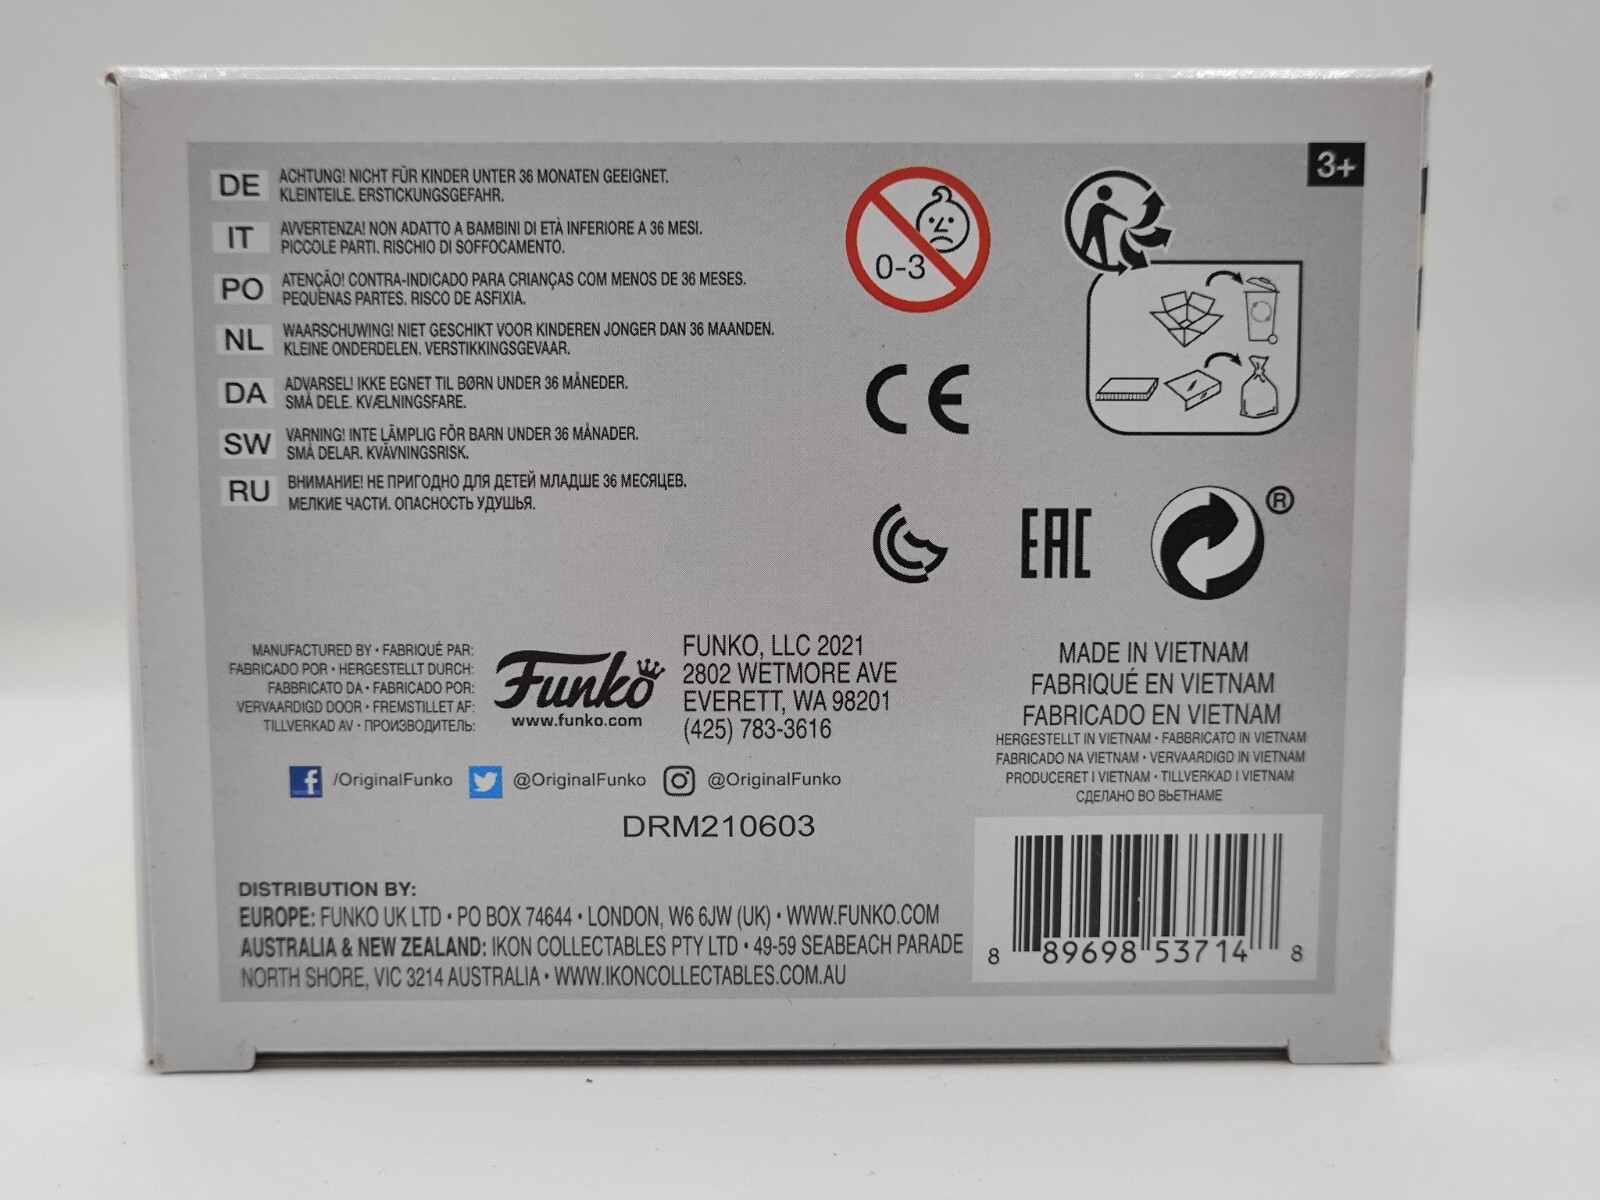 3+
DE ACHTUNG! NICHT FÜR KINDER UNTER 36 MONATEN GEEIGNET.
KLEINTEILE. ERSTICKUNGSGEFAHR.
IT AVVERTENZA! NON ADATTO A BAMBINI DI ETÀ INFERIORE A 36 MESI.
PICCOLE PARTI. RISCHIO DI SOFFOCAMENTO.
PO ATENÇÃO! CONTRA-INDICADO PARA CRIANÇAS COM MENOS DE 36 MESES.
PEQUENAS PARTES. RISCO DE ASFIXIA.
NL WAARSCHUWING! NIET GESCHIKT VOOR KINDEREN JONGER DAN 36 MAANDEN.
KLEINE ONDERDELEN. VERSTIKKINGSGEVAAR.
DA ADVARSEL! IKKE EGNET TIL BØRN UNDER 36 MÅNEDER.
SMÅ DELE. KVÆLNINGSFARE.
SW VARNING! INTE LÄMPLIG FÖR BARN UNDER 36 MÅNADER.
SMÅ DELAR. KVÄVNINGSRISK.
RU ВНИМАНИЕ! НЕ ПРИГОДНО ДЛЯ ДЕТЕЙ МЛАДШЕ 36 МЕСЯЦЕВ.
МЕЛКИЕ ЧАСТИ. ОПАСНОСТЬ УДУШЬЯ.
0-3
CE
EAC
®
MANUFACTURED BY • FABRIQUÉ PAR:
FABRICADO POR • HERGESTELLT DURCH:
FABBRICATO DA • FABRICADO POR:
VERVAARDIGD DOOR • FREMSTILLET AF:
TILLVERKAD AV • ПРОИЗВОДИТЕЛЬ:
Funko
www.funko.com
FUNKO, LLC 2021
2802 WETMORE AVE
EVERETT, WA 98201
(425) 783-3616
MADE IN VIETNAM
FABRIQUÉ EN VIETNAM
FABRICADO EN VIETNAM
HERGESTELLT IN VIETNAM • FABBRICATO IN VIETNAM
FABRICADO NA VIETNAM • VERVAARDIGD IN VIETNAM
PRODUCERET I VIETNAM • TILLVERKAD I VIETNAM
СДЕЛАНО ВО ВЬЕТНАМЕ
/OriginalFunko @OriginalFunko @OriginalFunko
DRM210603
DISTRIBUTION BY:
EUROPE: FUNKO UK LTD • PO BOX 74644 • LONDON, W6 6JW (UK) • WWW.FUNKO.COM
AUSTRALIA & NEW ZEALAND: IKON COLLECTABLES PTY LTD • 49-59 SEABEACH PARADE
NORTH SHORE, VIC 3214 AUSTRALIA • WWW.IKONCOLLECTABLES.COM.AU
8 89698 53714 8